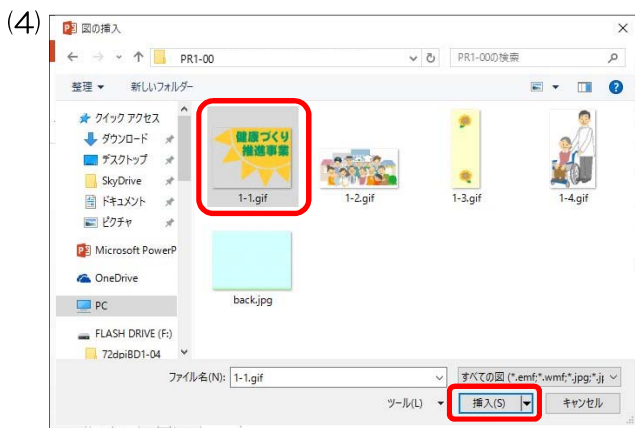 (4)
図の挿入
PR1-00
PR1-00の検索
整理
新しいフォルダー
クイック アクセス
ダウンロード
デスクトップ
SkyDrive
ドキュメント
ピクチャ
Microsoft PowerP
OneDrive
PC
FLASH DRIVE (F:)
72dpiBD1-04
健康づくり
推進事業
1-1.gif
1-2.gif
1-3.gif
1-4.gif
back.jpg
ファイル名(N):
1-1.gif
すべての図 (*.emf;*.wmf;*.jpg;*.jp
ツール(L)
挿入(S)
キャンセル